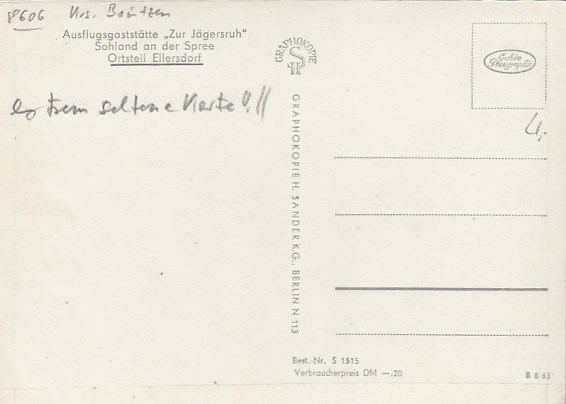 8606 Krs. Bautzen
Ausflugsgaststätte „Zur Jägersruh"
Sohland an der Spree
Ortsteil Ellersdorf
extrem seltene Karte!!!
GRAPHOKOPIE
HS
GRAPHOKOPIE H. SANDER K.G., BERLIN N 113
Echte
Photographie
4,-
Best.-Nr. S 1515
Verbraucherpreis DM —.20
B 8/63